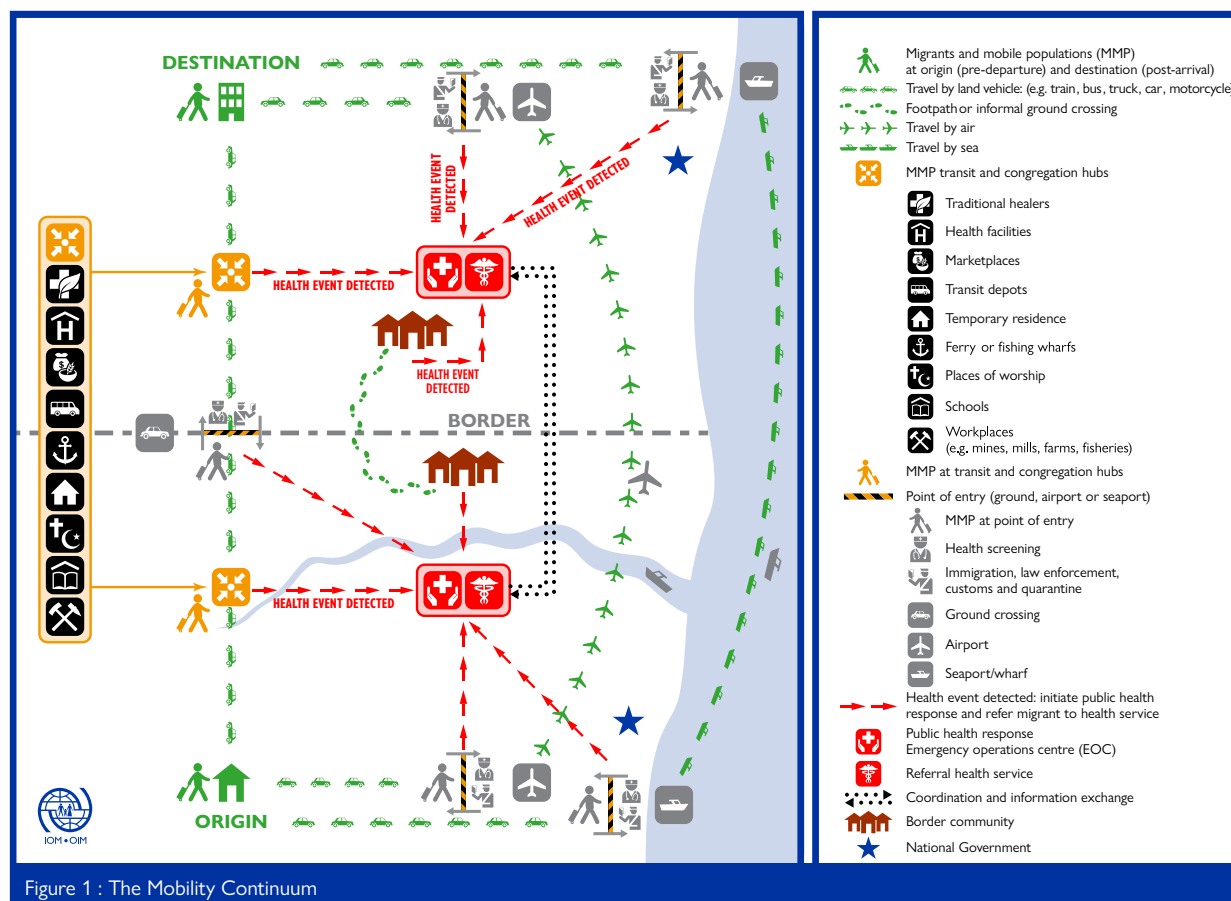 DESTINATION
HEALTH EVENT
DETECTED
HEALTH EVENT DETECTED
HEALTH EVENT DETECTED
HEALTH EVENT
DETECTED
BORDER
HEALTH EVENT DETECTED
ORIGIN
IOM • OIM
Migrants and mobile populations (MMP)
at origin (pre-departure) and destination (post-arrival)
Travel by land vehicle: (e.g. train, bus, truck, car, motorcycle)
Footpath or informal ground crossing
Travel by air
Travel by sea
MMP transit and congregation hubs
Traditional healers
Health facilities
Marketplaces
Transit depots
Temporary residence
Ferry or fishing wharfs
Places of worship
Schools
Workplaces
(e.g. mines, mills, farms, fisheries)
MMP at transit and congregation hubs
Point of entry (ground, airport or seaport)
MMP at point of entry
Health screening
Immigration, law enforcement,
customs and quarantine
Ground crossing
Airport
Seaport/wharf
Health event detected: initiate public health
response and refer migrant to health service
Public health response
Emergency operations centre (EOC)
Referral health service
Coordination and information exchange
Border community
National Government
Figure 1 : The Mobility Continuum